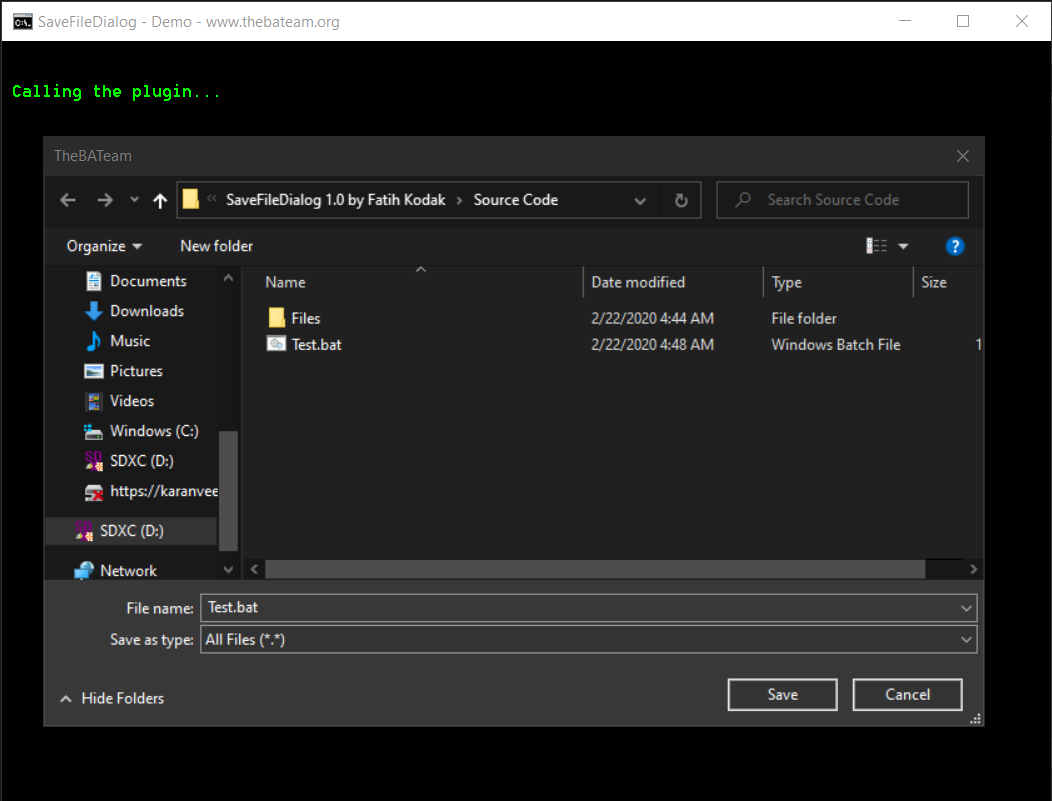 SaveFileDialog - Demo - www.thebateam.org
Calling the plugin...
TheBATeam
« SaveFileDialog 1.0 by Fatih Kodak › Source Code
Search Source Code
Organize
New folder
?
Documents
Downloads
Music
Pictures
Videos
Windows (C:)
SDXC (D:)
https://karanvee
SDXC (D:)
Network
Name Date modified Type Size
Files 2/22/2020 4:44 AM File folder
Test.bat 2/22/2020 4:48 AM Windows Batch File 1
File name: Test.bat
Save as type: All Files (*.*)
Hide Folders
Save
Cancel